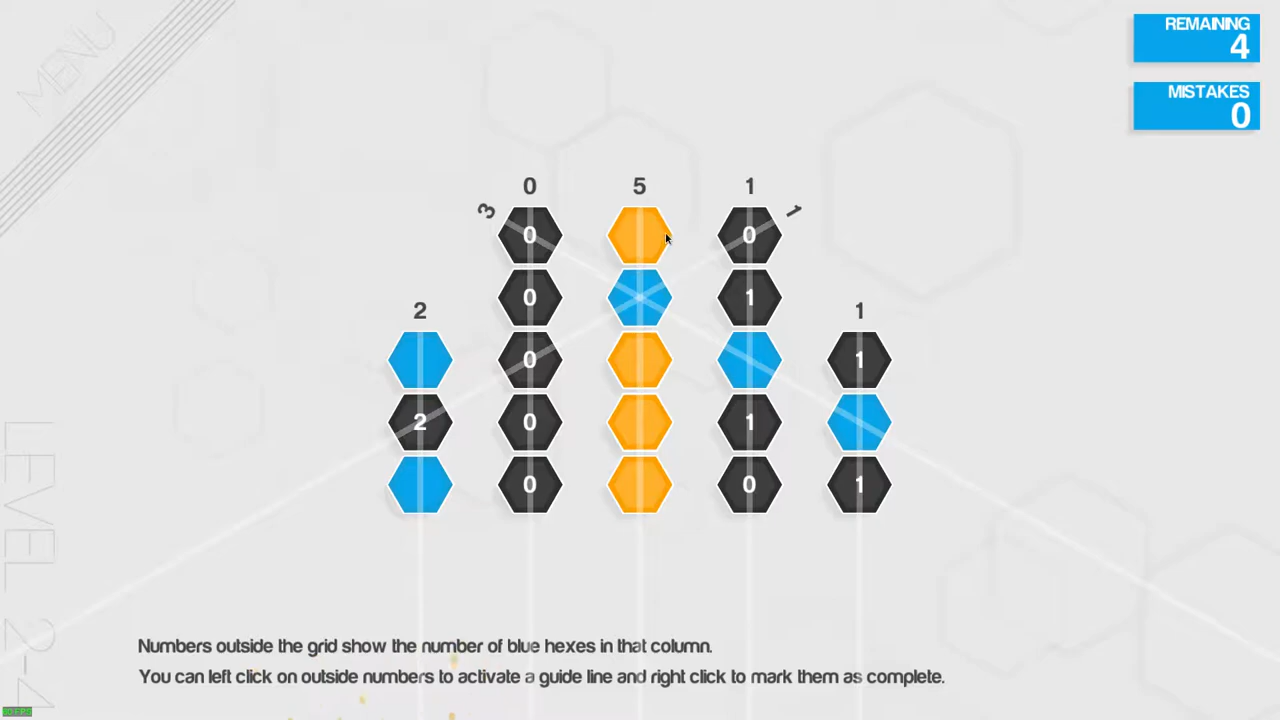 MENU
REMAINING
4
MISTAKES
0
0 5 1
3 1
0 0
0 1
2 1
0 1
2 0 1
0 0 1
LEVEL 2-4
Numbers outside the grid show the number of blue hexes in that column.
You can left click on outside numbers to activate a guide line and right click to mark them as complete.